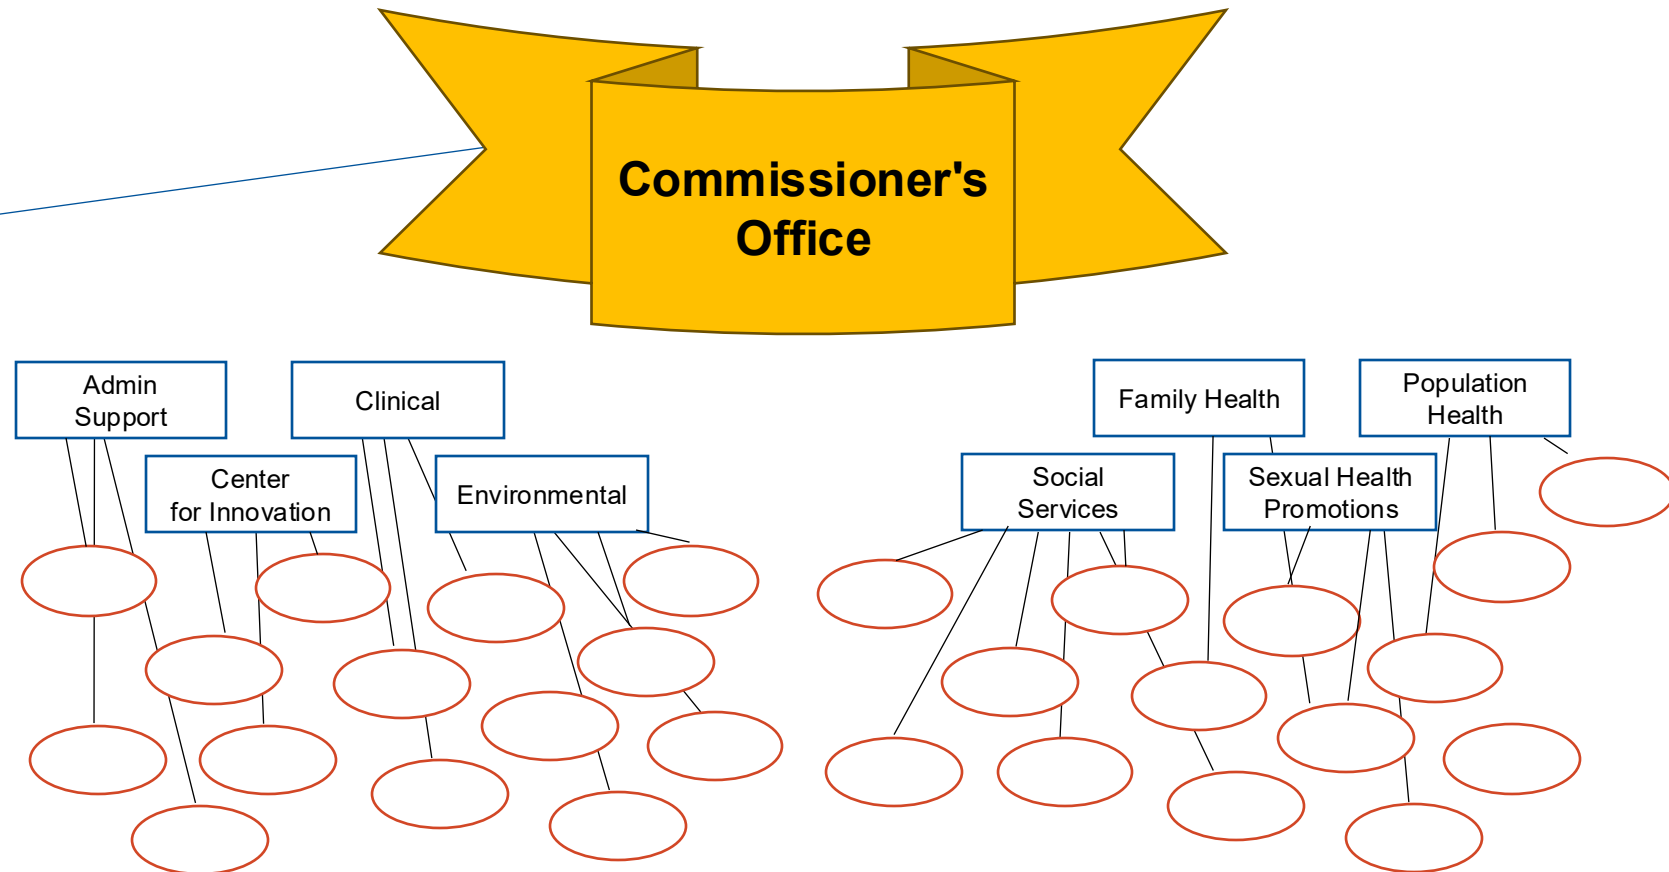 Commissioner's
Office
Admin
Support
Clinical
Center
for Innovation
Environmental
Family Health
Population
Health
Social
Services
Sexual Health
Promotions